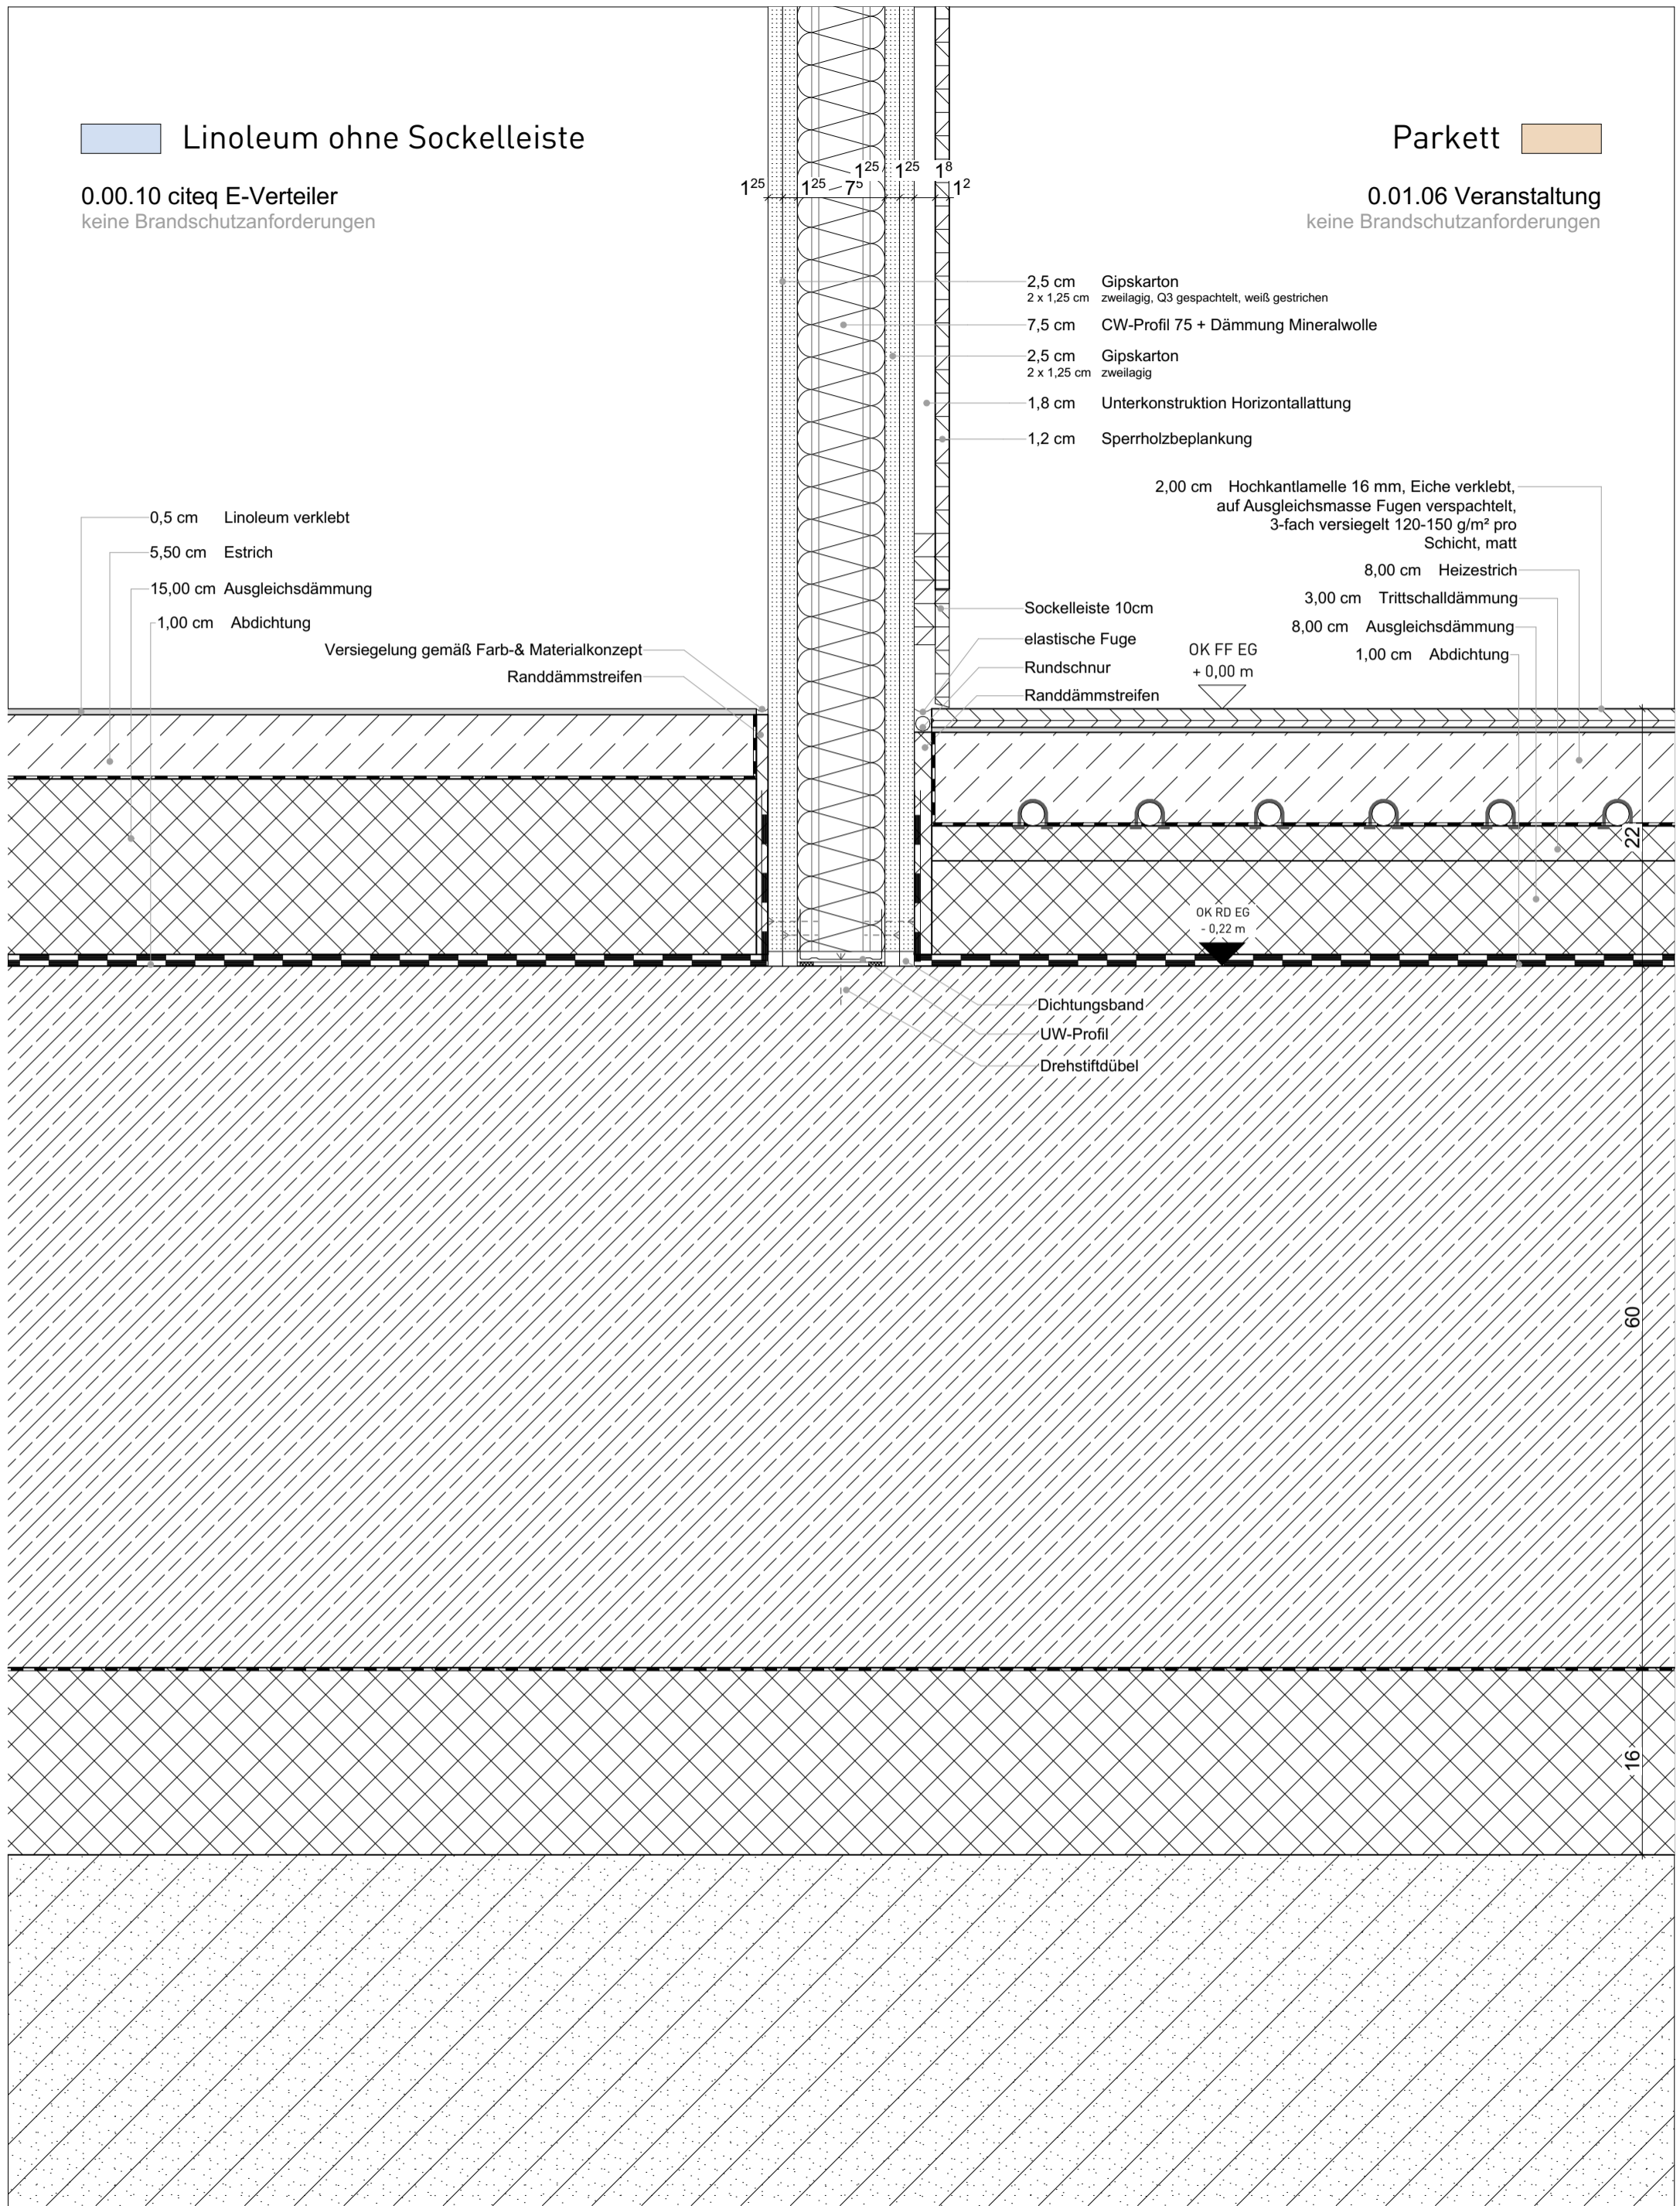 Linoleum ohne Sockelleiste
0.00.10 citeq E-Verteiler
keine Brandschutzanforderungen
Parkett
0.01.06 Veranstaltung
keine Brandschutzanforderungen
1²⁵ 1²⁵ 7⁵ 1²⁵ 1²⁵ 1⁸ 1²
2,5 cm Gipskarton
2 x 1,25 cm zweilagig, Q3 gespachtelt, weiß gestrichen
7,5 cm CW-Profil 75 + Dämmung Mineralwolle
2,5 cm Gipskarton
2 x 1,25 cm zweilagig
1,8 cm Unterkonstruktion Horizontallattung
1,2 cm Sperrholzbeplankung
2,00 cm Hochkantlamelle 16 mm, Eiche verklebt,
auf Ausgleichsmasse Fugen verspachtelt,
3-fach versiegelt 120-150 g/m² pro
Schicht, matt
8,00 cm Heizestrich
3,00 cm Trittschalldämmung
8,00 cm Ausgleichsdämmung
1,00 cm Abdichtung
0,5 cm Linoleum verklebt
5,50 cm Estrich
15,00 cm Ausgleichsdämmung
1,00 cm Abdichtung
Versiegelung gemäß Farb-& Materialkonzept
Randdämmstreifen
Sockelleiste 10cm
elastische Fuge
Rundschnur
Randdämmstreifen
OK FF EG
+ 0,00 m
22
OK RD EG
- 0,22 m
Dichtungsband
UW-Profil
Drehstiftdübel
60
16